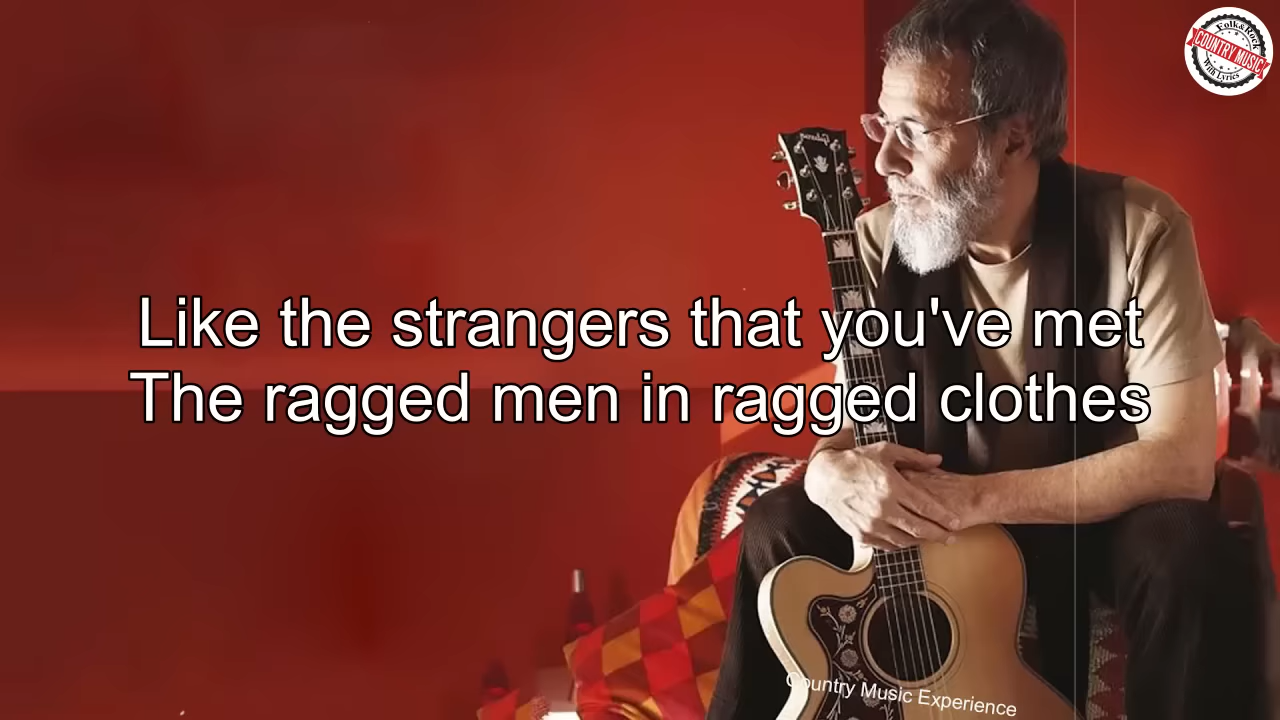 Folk&Rock
COUNTRY MUSIC
With Lyrics
Like the strangers that you've met
The ragged men in ragged clothes
Country Music Experience